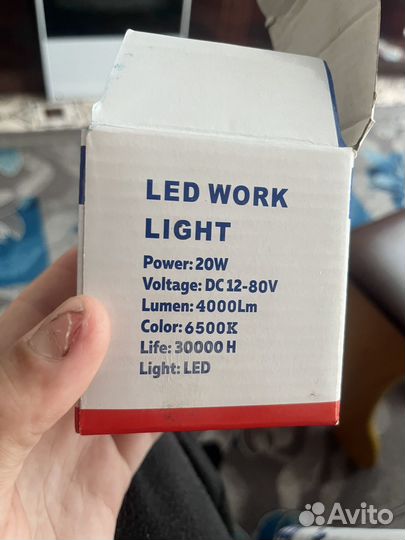 LED WORK
LIGHT
Power: 20W
Voltage: DC 12-80V
Lumen: 4000Lm
Color: 6500K
Life: 30000 H
Light: LED
Avito